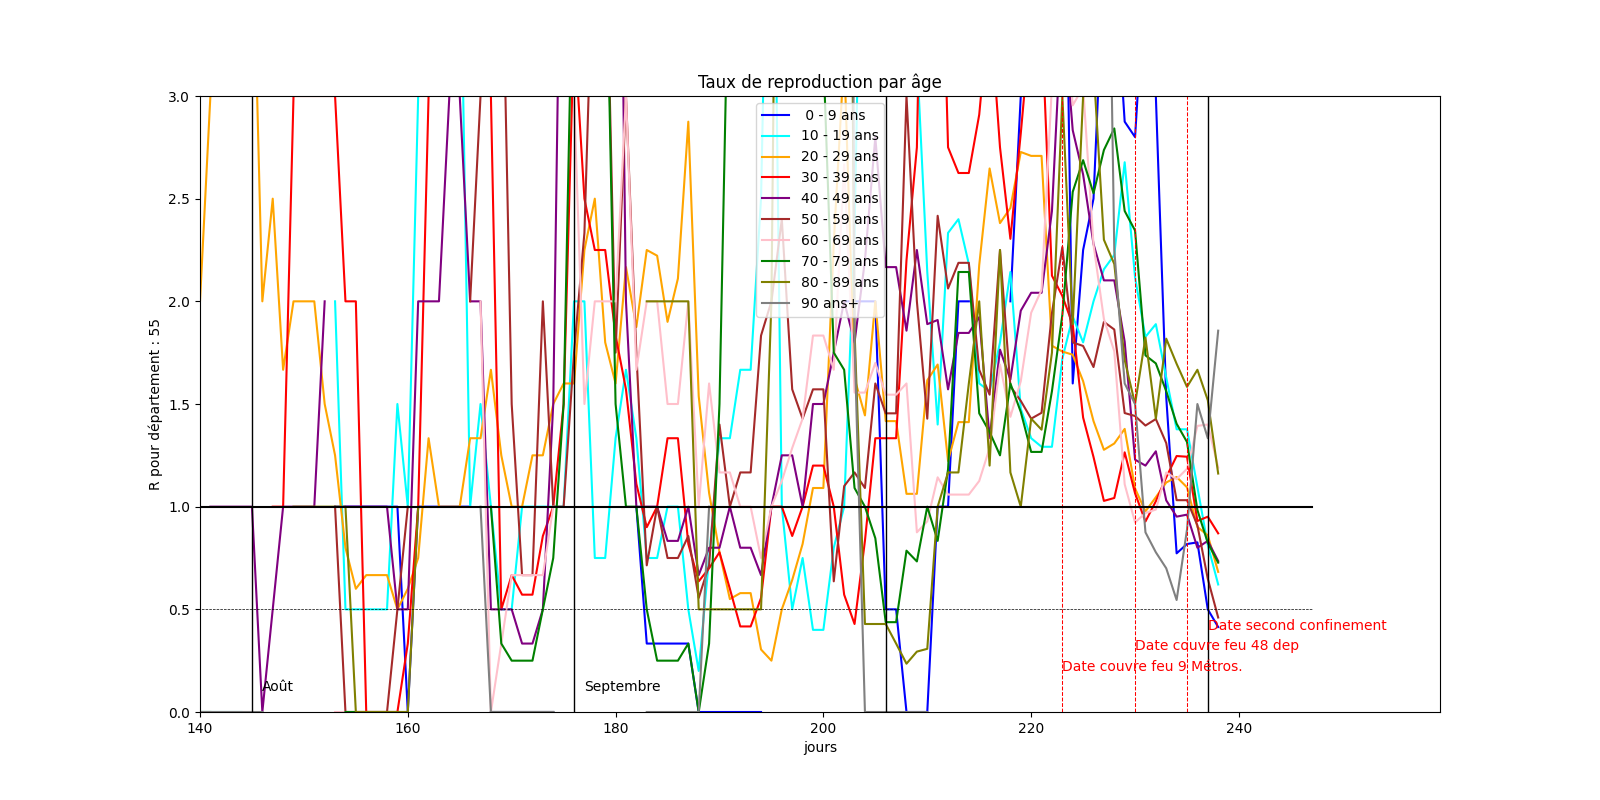 Taux de reproduction par âge
R pour département : 55
3.0
2.5
2.0
1.5
1.0
0.5
0.0
0 - 9 ans
10 - 19 ans
20 - 29 ans
30 - 39 ans
40 - 49 ans
50 - 59 ans
60 - 69 ans
70 - 79 ans
80 - 89 ans
90 ans+
Date second confinement
Date couvre feu 48 dep
Date couvre feu 9 Métros.
Août
Septembre
140
160
180
200
220
240
jours